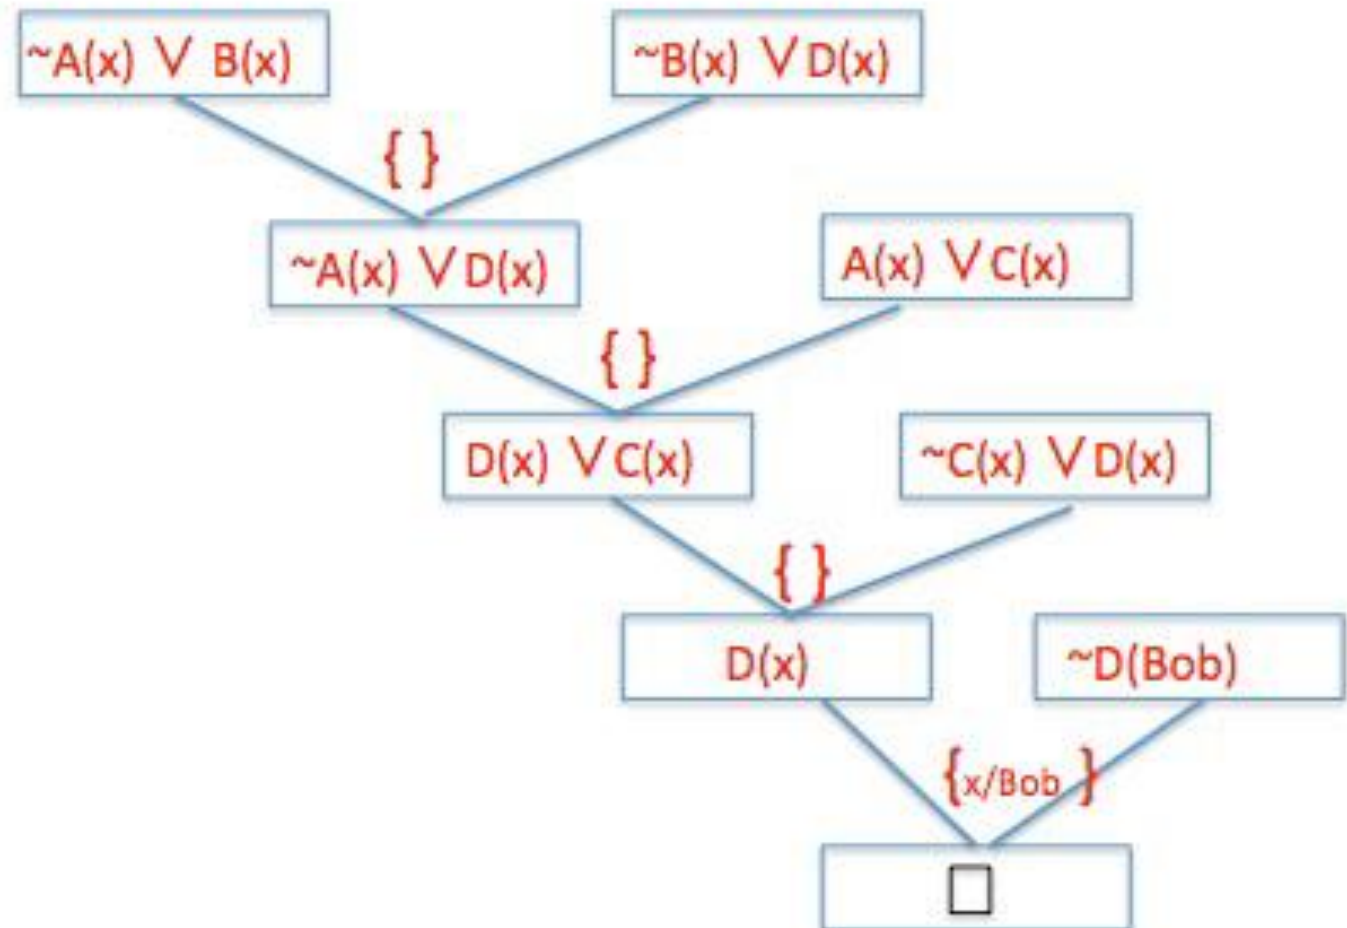 ~A(x) ∨ B(x)
~B(x) ∨ D(x)
{ }
~A(x) ∨ D(x)
A(x) ∨ C(x)
{ }
D(x) ∨ C(x)
~C(x) ∨ D(x)
{ }
D(x)
~D(Bob)
{x/Bob }
□